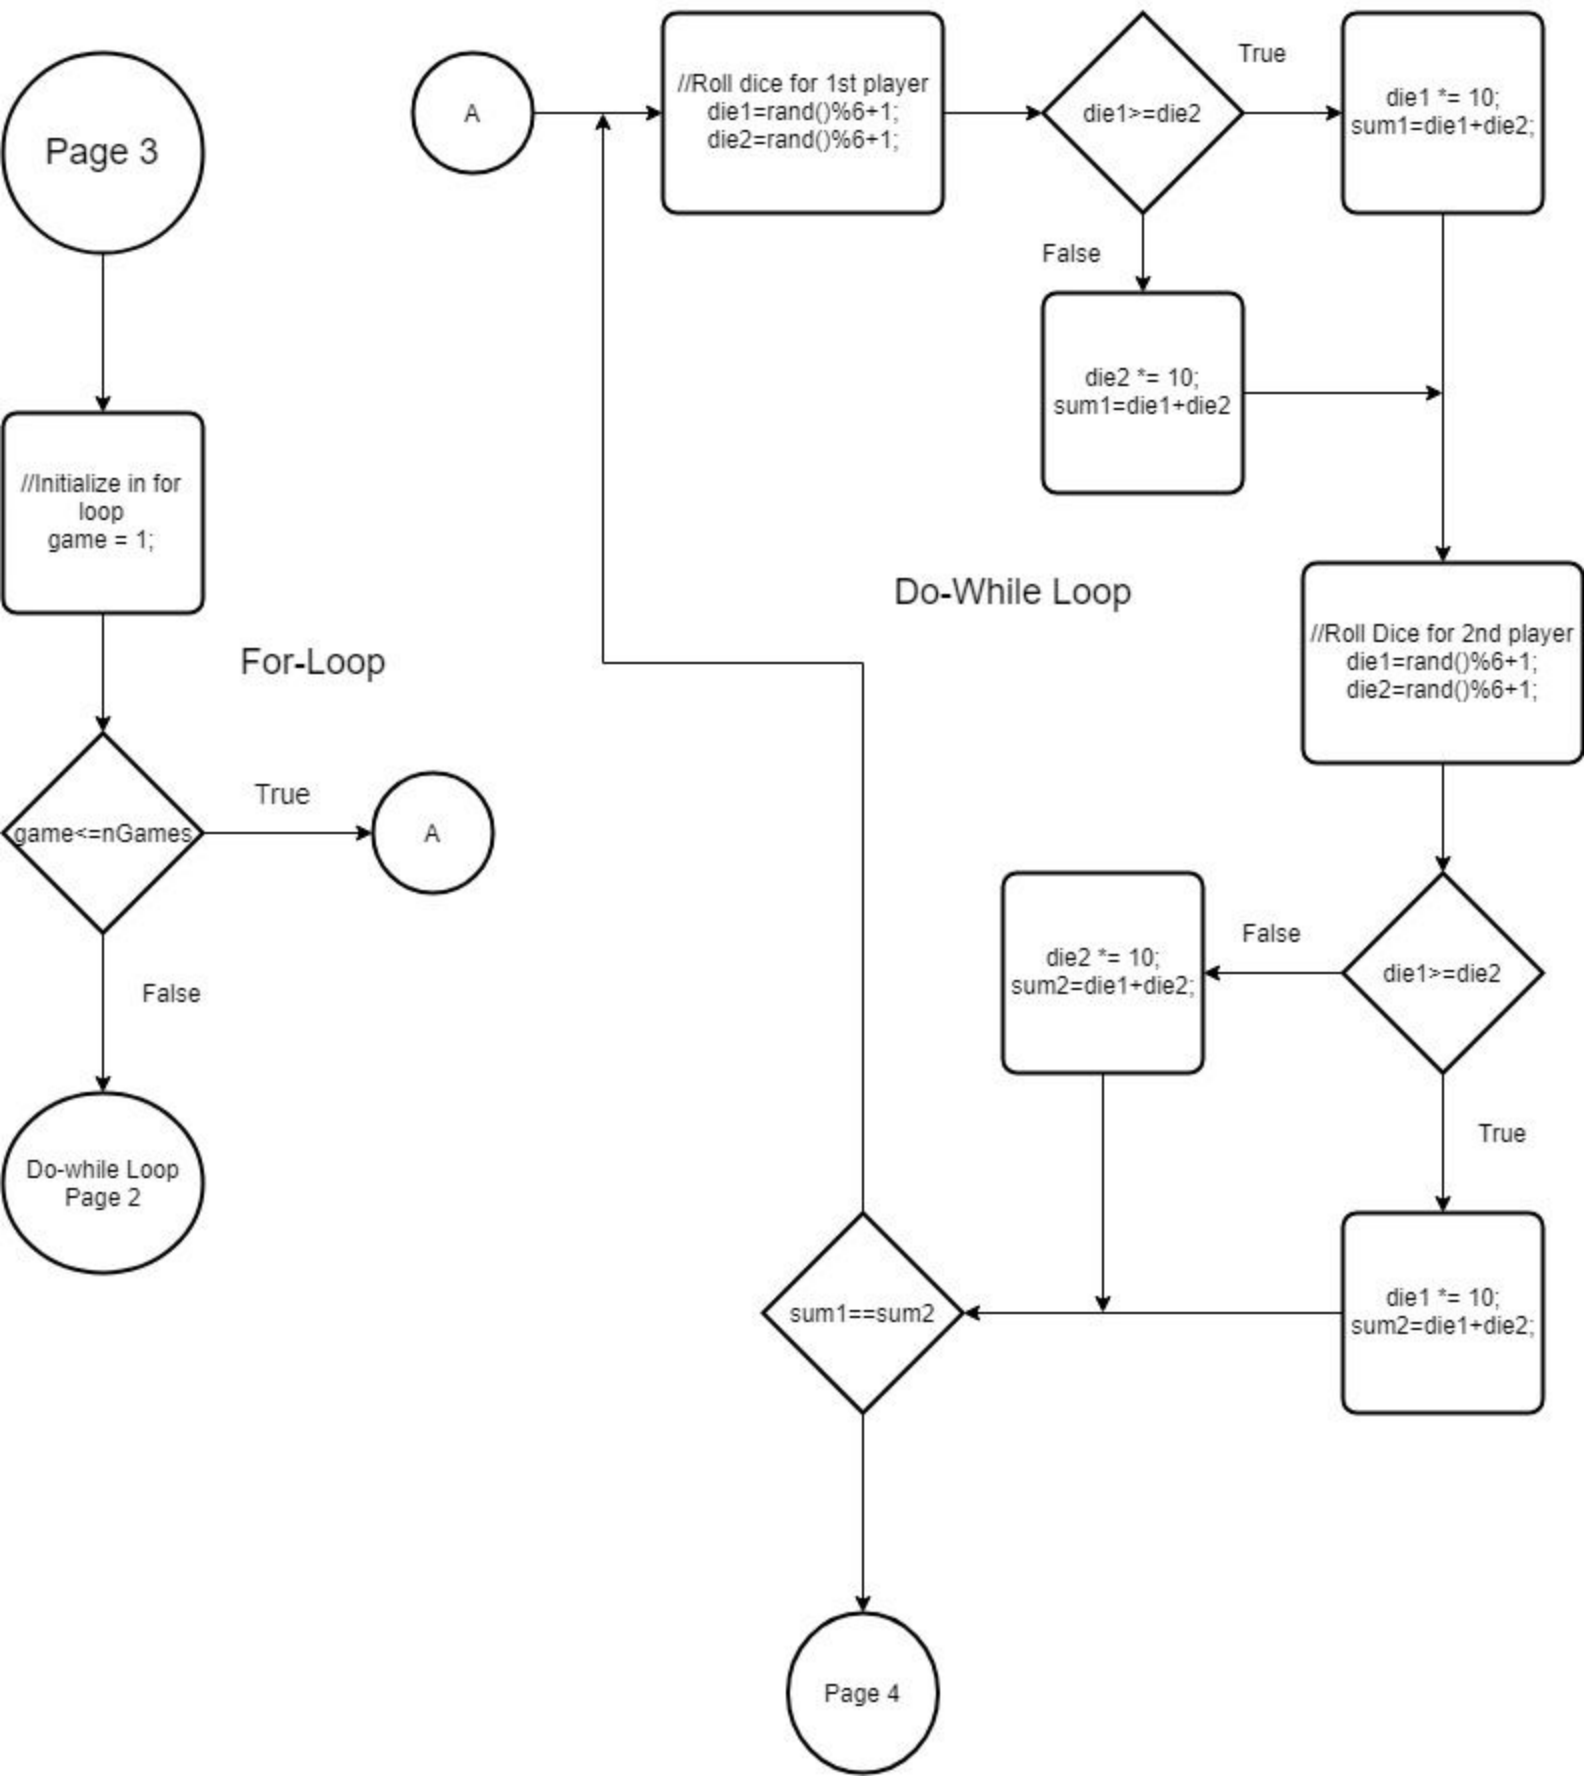 Page 3
//Initialize in for
loop
game = 1;
For-Loop
game<=nGames
True
A
False
Do-while Loop
Page 2
A
//Roll dice for 1st player
die1=rand()%6+1;
die2=rand()%6+1;
die1>=die2
True
die1 *= 10;
sum1=die1+die2;
False
die2 *= 10;
sum1=die1+die2
Do-While Loop
//Roll Dice for 2nd player
die1=rand()%6+1;
die2=rand()%6+1;
die1>=die2
False
die2 *= 10;
sum2=die1+die2;
True
die1 *= 10;
sum2=die1+die2;
sum1==sum2
Page 4